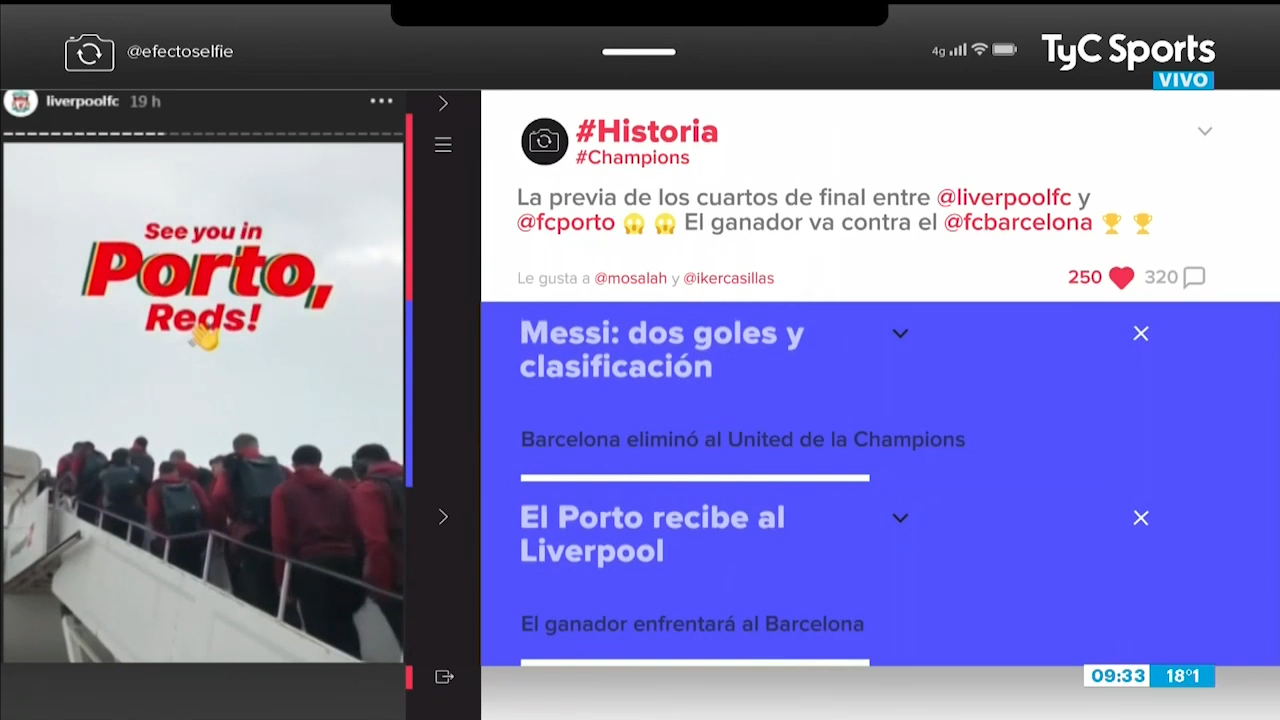 @efectoselfie
4g
TyC Sports
VIVO
liverpoolfc 19 h
See you in
Porto,
Reds!
#Historia
#Champions
La previa de los cuartos de final entre @liverpoolfc y
@fcporto 😱 😱 El ganador va contra el @fcbarcelona 🏆 🏆
Le gusta a @mosalah y @ikercasillas
250 320
Messi: dos goles y
clasificación
Barcelona eliminó al United de la Champions
El Porto recibe al
Liverpool
El ganador enfrentará al Barcelona
09:33 18°1